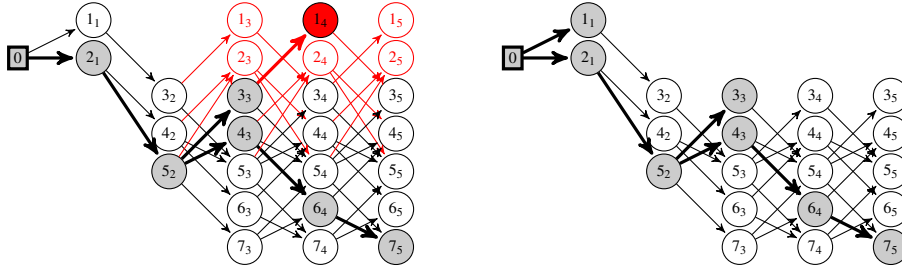 1₁ 1₃ 1₄ 1₅ 1₁
0 2₁ 2₃ 2₄ 2₅ 0 2₁
3₂ 3₃ 3₄ 3₅ 3₂ 3₃ 3₄ 3₅
4₂ 4₃ 4₄ 4₅ 4₂ 4₃ 4₄ 4₅
5₂ 5₃ 5₄ 5₅ 5₂ 5₃ 5₄ 5₅
6₃ 6₄ 6₅ 6₃ 6₄ 6₅
7₃ 7₄ 7₅ 7₃ 7₄ 7₅